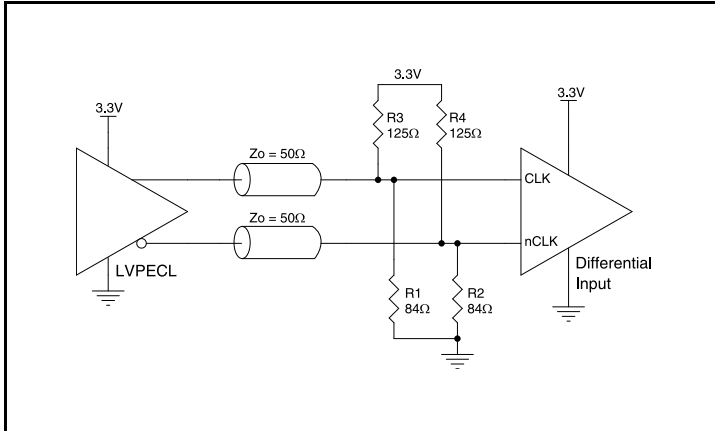 3.3V
3.3V
3.3V
R3
125Ω
R4
125Ω
Zo = 50Ω
CLK
Zo = 50Ω
nCLK
LVPECL
Differential
Input
R1
84Ω
R2
84Ω